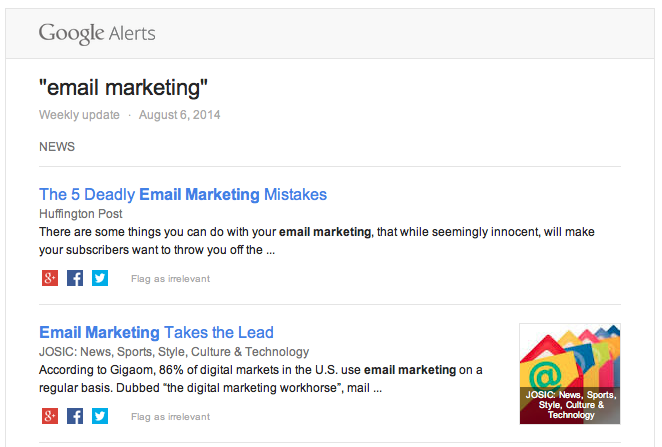 Google Alerts
"email marketing"
Weekly update · August 6, 2014
NEWS
The 5 Deadly Email Marketing Mistakes
Huffington Post
There are some things you can do with your email marketing, that while seemingly innocent, will make
your subscribers want to throw you off the ...
Flag as irrelevant
Email Marketing Takes the Lead
JOSIC: News, Sports, Style, Culture & Technology
According to Gigaom, 86% of digital markets in the U.S. use email marketing on a
regular basis. Dubbed “the digital marketing workhorse”, mail ...
Flag as irrelevant
@
JOSIC: News, Sports,
Style, Culture &
Technology